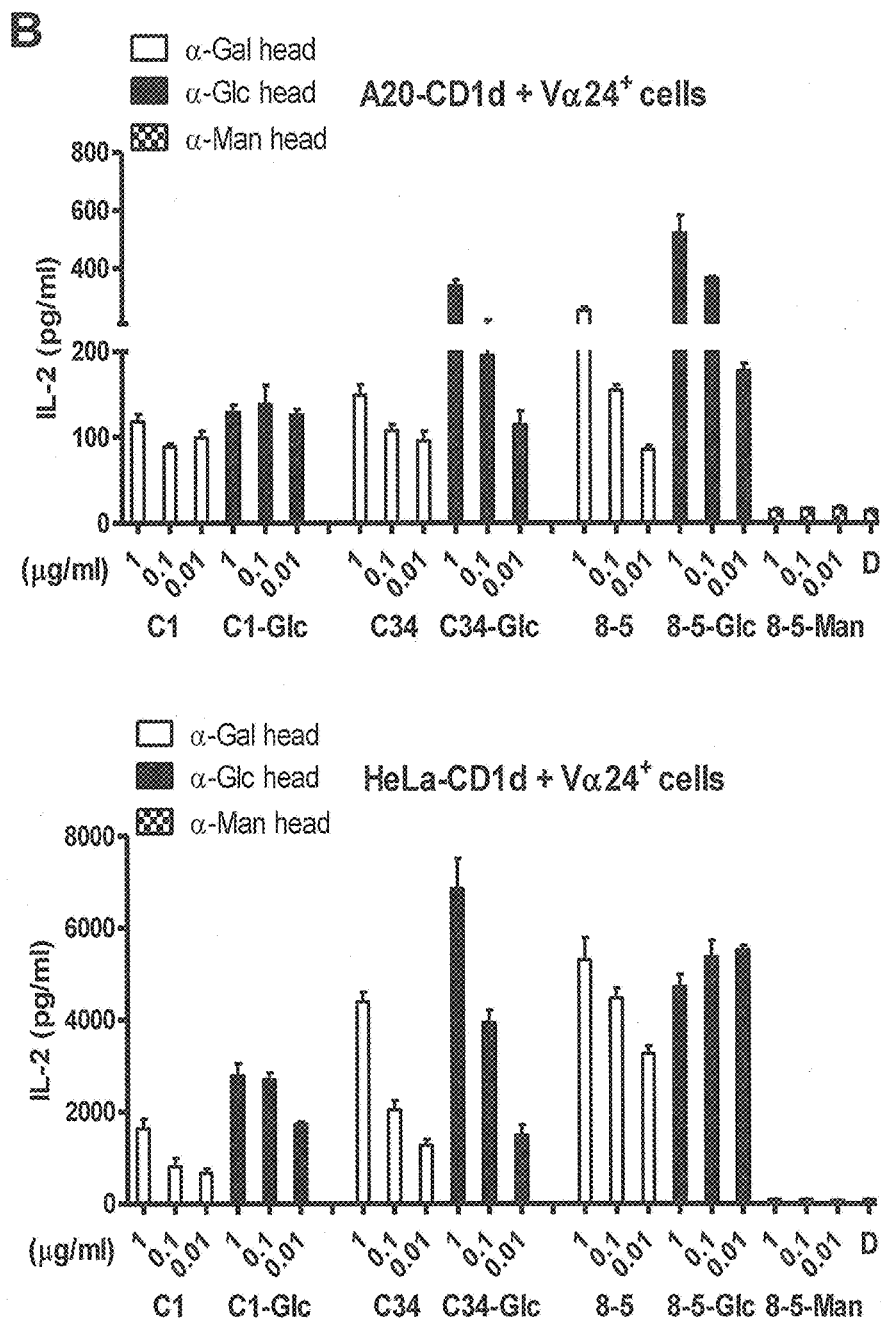 B
α-Gal head
α-Glc head
α-Man head
A20-CD1d + Vα24⁺ cells
IL-2 (pg/ml)
800
600
400
200
100
0
(μg/ml) 1 0.1 0.01 1 0.1 0.01 1 0.1 0.01 1 0.1 0.01 1 0.1 0.01 1 0.1 0.01 1 0.1 0.01 D
C1 C1-Glc C34 C34-Glc 8-5 8-5-Glc 8-5-Man
α-Gal head
α-Glc head
α-Man head
HeLa-CD1d + Vα24⁺ cells
IL-2 (pg/ml)
8000
6000
4000
2000
0
(μg/ml) 1 0.1 0.01 1 0.1 0.01 1 0.1 0.01 1 0.1 0.01 1 0.1 0.01 1 0.1 0.01 1 0.1 0.01 D
C1 C1-Glc C34 C34-Glc 8-5 8-5-Glc 8-5-Man